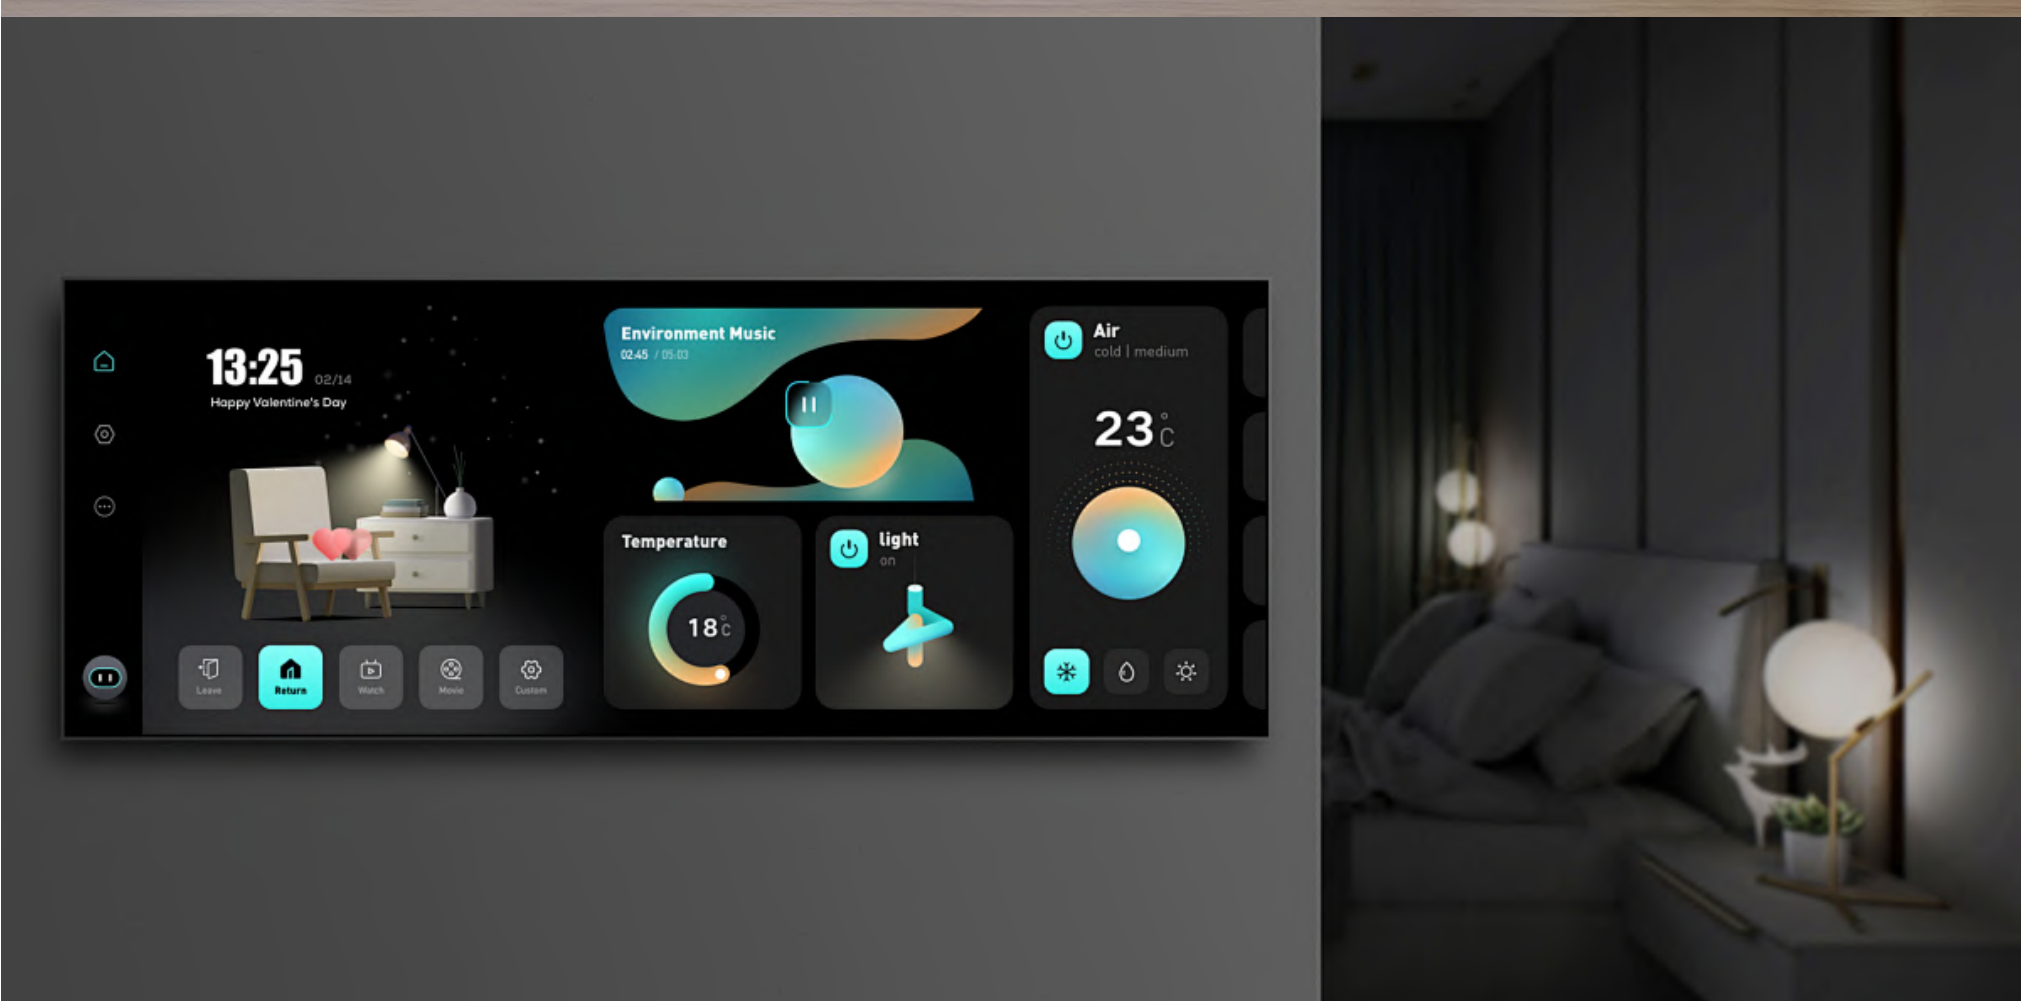 13:25 02/14
Happy Valentine's Day
Leave
Return
Watch
Movie
Custom
Environment Music
02:45 / 05:03
Temperature
18°C
light
on
Air
cold | medium
23°C